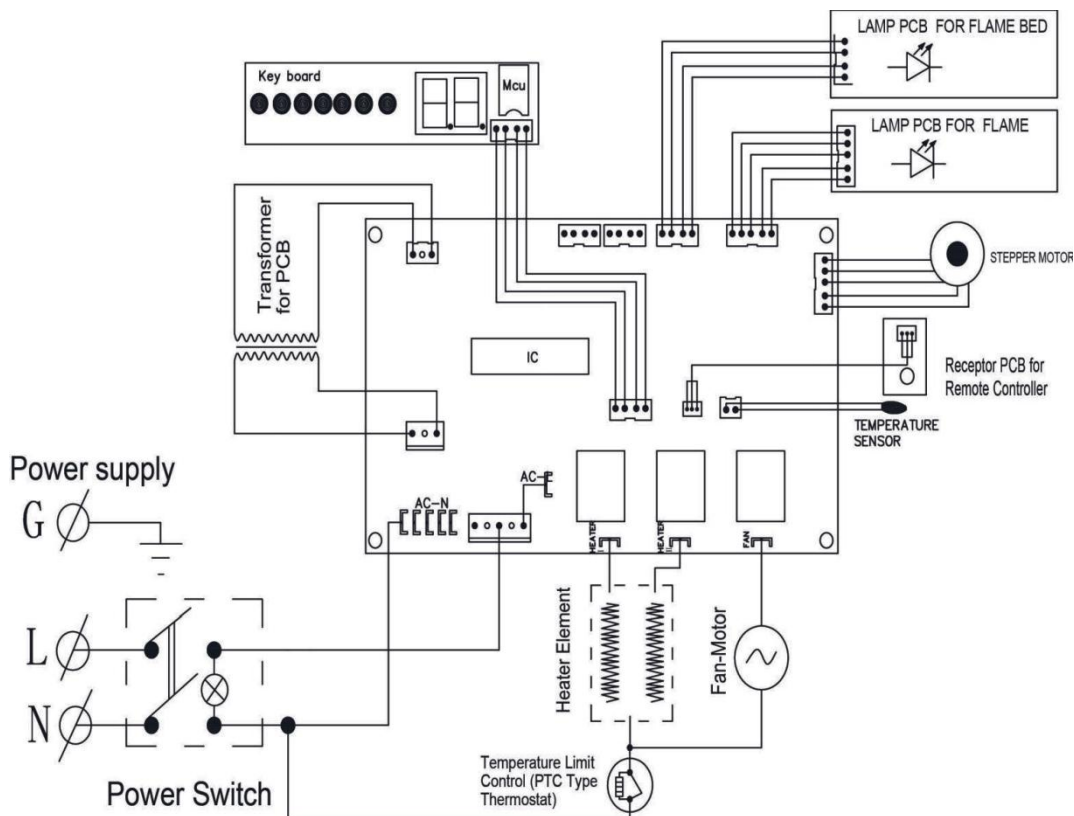 LAMP PCB FOR FLAME BED
Key board
Mcu
LAMP PCB FOR FLAME
Transformer
for PCB
STEPPER MOTOR
IC
Receptor PCB for
Remote Controller
TEMPERATURE
SENSOR
Power supply
G
AC-N
HEATER
I
HEATER
II
FAN
L
N
Heater Element
Fan-Motor
Power Switch
Temperature Limit
Control (PTC Type
Thermostat)